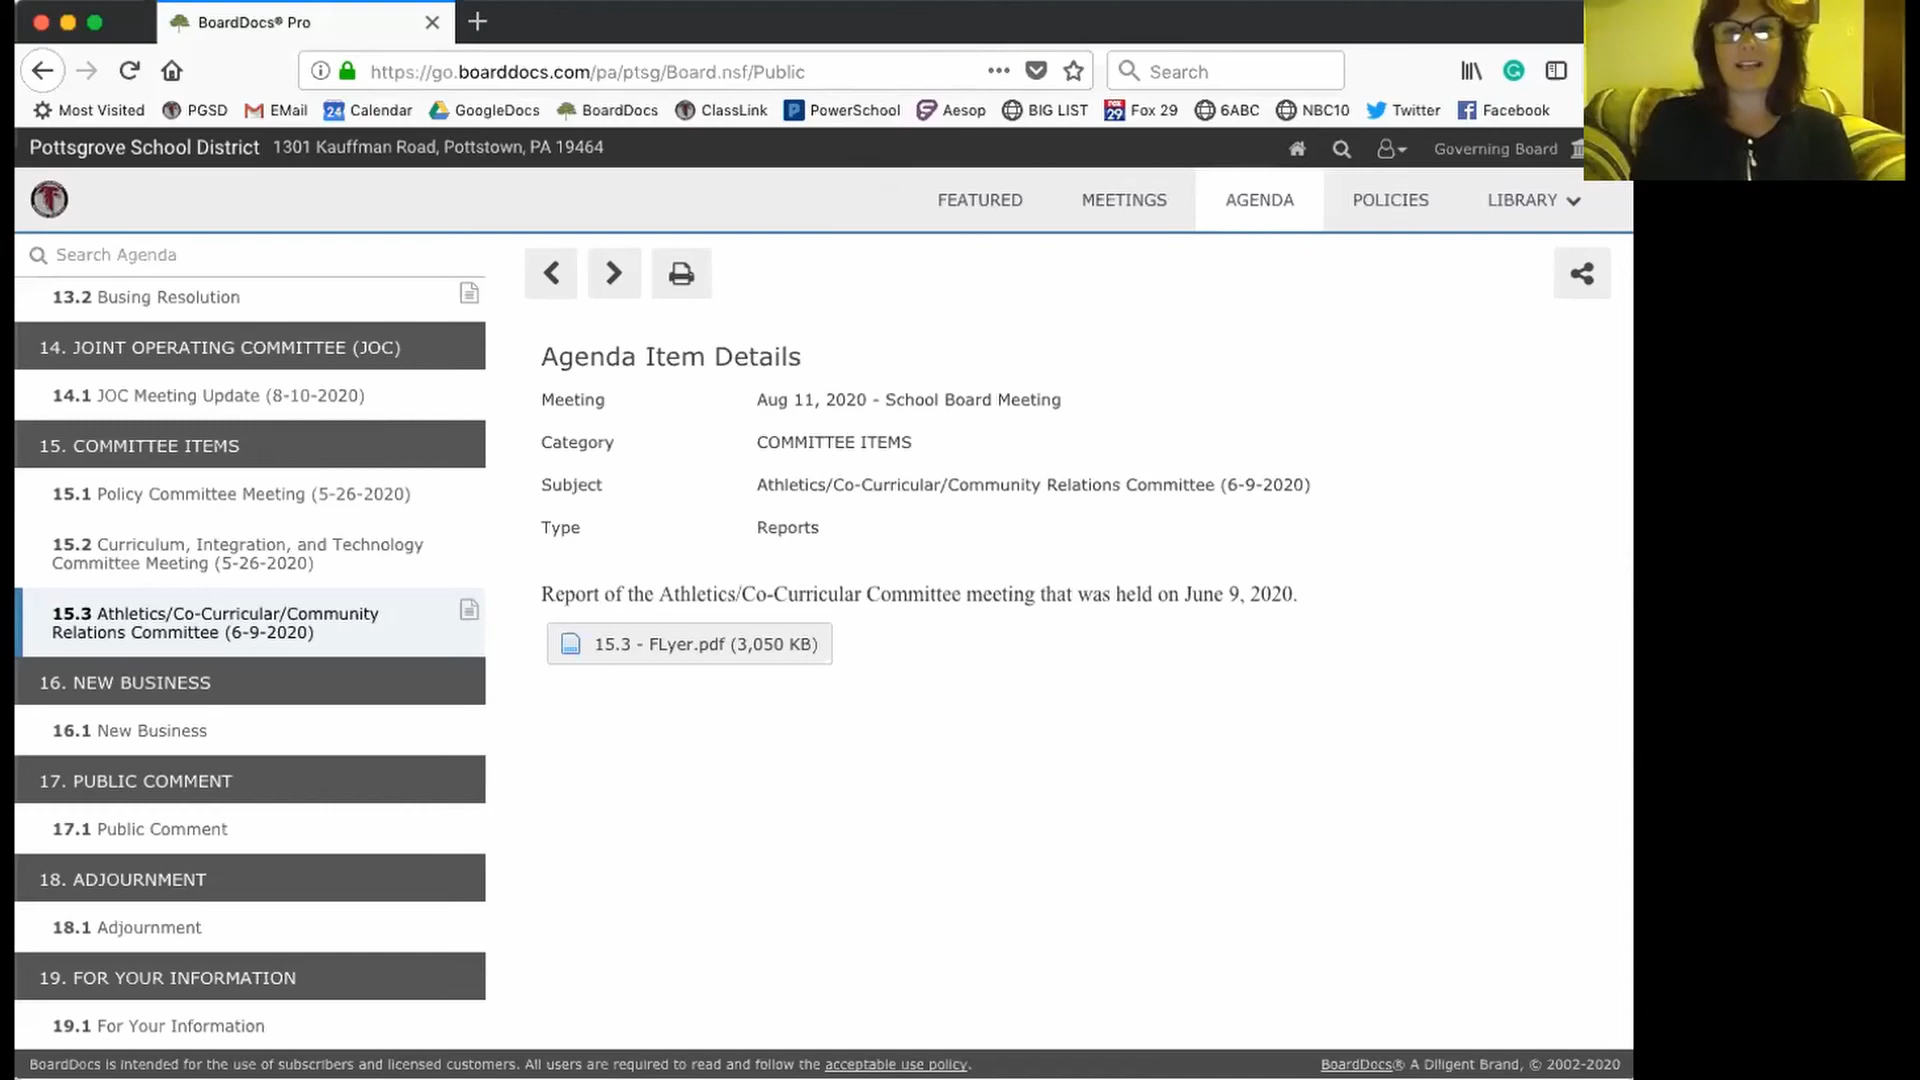 BoardDocs® Pro
https://go.boarddocs.com/pa/ptsg/Board.nsf/Public
Search
Most Visited PGSD EMail 24 Calendar GoogleDocs BoardDocs ClassLink PowerSchool Aesop BIG LIST Fox 29 6ABC NBC10 Twitter Facebook
Pottsgrove School District 1301 Kauffman Road, Pottstown, PA 19464 Governing Board
FEATURED MEETINGS AGENDA POLICIES LIBRARY
Search Agenda
13.2 Busing Resolution
14. JOINT OPERATING COMMITTEE (JOC)
14.1 JOC Meeting Update (8-10-2020)
15. COMMITTEE ITEMS
15.1 Policy Committee Meeting (5-26-2020)
15.2 Curriculum, Integration, and Technology
Committee Meeting (5-26-2020)
15.3 Athletics/Co-Curricular/Community
Relations Committee (6-9-2020)
16. NEW BUSINESS
16.1 New Business
17. PUBLIC COMMENT
17.1 Public Comment
18. ADJOURNMENT
18.1 Adjournment
19. FOR YOUR INFORMATION
19.1 For Your Information
Agenda Item Details
Meeting Aug 11, 2020 - School Board Meeting
Category COMMITTEE ITEMS
Subject Athletics/Co-Curricular/Community Relations Committee (6-9-2020)
Type Reports
Report of the Athletics/Co-Curricular Committee meeting that was held on June 9, 2020.
15.3 - FLyer.pdf (3,050 KB)
BoardDocs is intended for the use of subscribers and licensed customers. All users are required to read and follow the acceptable use policy.
BoardDocs® A Diligent Brand, © 2002-2020